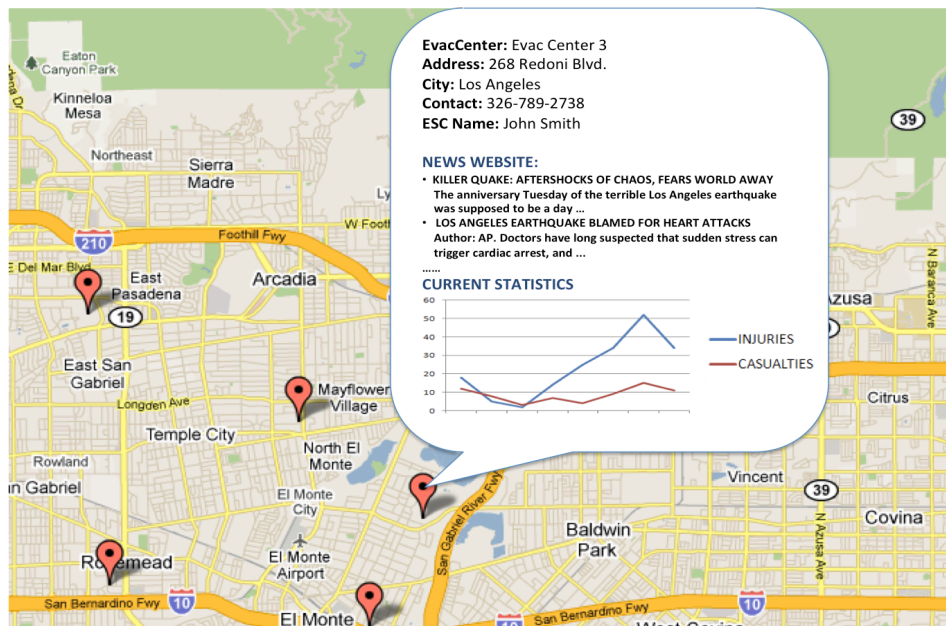 Eaton
Canyon Park
Kinneloa
Mesa
Northeast
Sierra
Madre
39
EvacCenter: Evac Center 3
Address: 268 Redoni Blvd.
City: Los Angeles
Contact: 326-789-2738
ESC Name: John Smith
NEWS WEBSITE:
• KILLER QUAKE: AFTERSHOCKS OF CHAOS, FEARS WORLD AWAY
The anniversary Tuesday of the terrible Los Angeles earthquake
was supposed to be a day ...
• LOS ANGELES EARTHQUAKE BLAMED FOR HEART ATTACKS
Author: AP. Doctors have long suspected that sudden stress can
trigger cardiac arrest, and ...
......
CURRENT STATISTICS
60
50
40
30
20
10
0
INJURIES
CASUALTIES
W Foot
210
Foothill Fwy
E Del Mar Blvd
East
Pasadena
Arcadia
19
N Baranca Ave
Azusa
East San
Gabriel
Mayflower
Village
Longden Ave
Citrus
Temple City
North El
Monte
Rowland
n Gabriel
El Monte
City
Vincent
39
Covina
San Gabriel River Fwy
Baldwin
Park
N Azusa Ave
El Monte
Airport
Rosemead
San Bernardino Fwy
10
El Monte
10
San Bernardino Fwy
10
West Covina